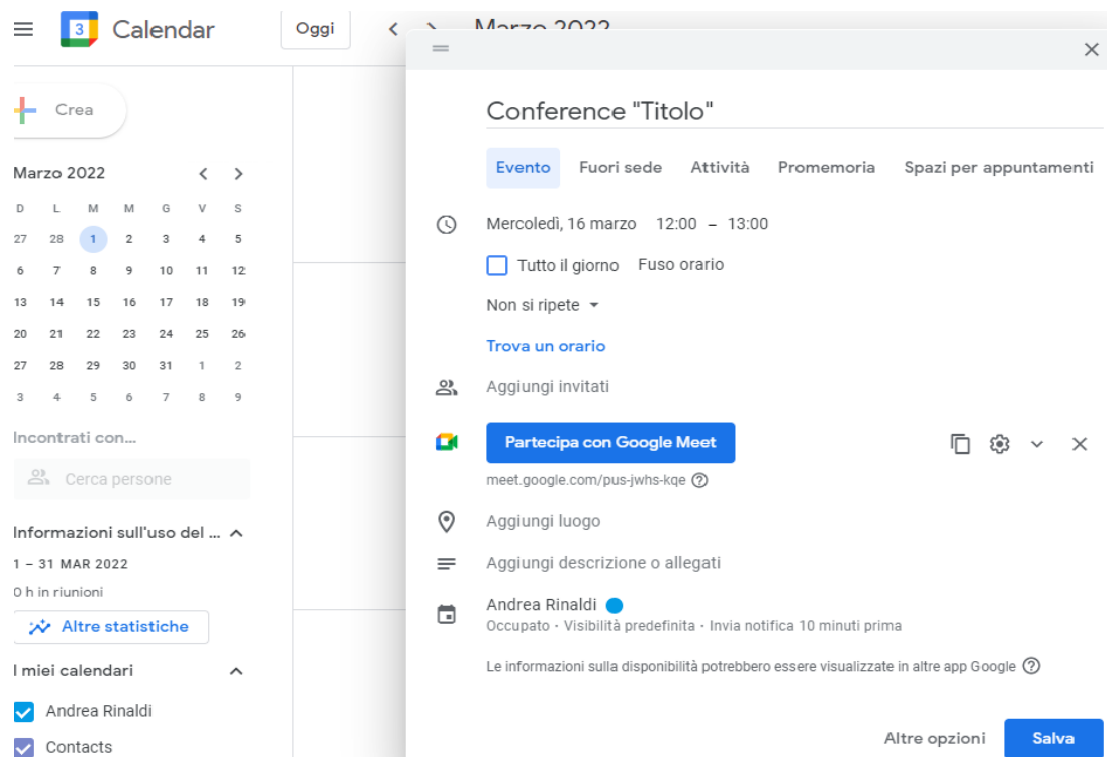 3 Calendar Oggi Marzo 2022
Crea
Marzo 2022
D L M M G V S
27 28 1 2 3 4 5
6 7 8 9 10 11 12
13 14 15 16 17 18 19
20 21 22 23 24 25 26
27 28 29 30 31 1 2
3 4 5 6 7 8 9
Incontrati con...
Cerca persone
Informazioni sull'uso del ...
1 – 31 MAR 2022
0 h in riunioni
Altre statistiche
I miei calendari
Andrea Rinaldi
Contacts
Conference "Titolo"
Evento Fuori sede Attività Promemoria Spazi per appuntamenti
Mercoledì, 16 marzo 12:00 – 13:00
Tutto il giorno Fuso orario
Non si ripete
Trova un orario
Aggiungi invitati
Partecipa con Google Meet
meet.google.com/pus-jwhs-kqe
Aggiungi luogo
Aggiungi descrizione o allegati
Andrea Rinaldi
Occupato · Visibilità predefinita · Invia notifica 10 minuti prima
Le informazioni sulla disponibilità potrebbero essere visualizzate in altre app Google
Altre opzioni Salva